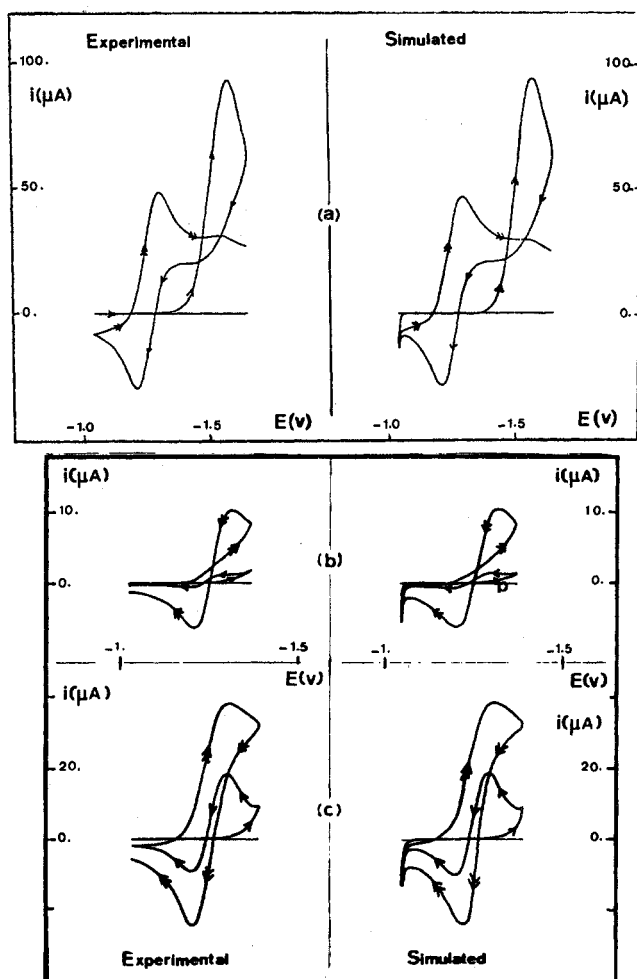 Experimental Simulated
100. 100.
i(μA) i(μA)
50. 50.
(a)
0. 0.
-1.0 -1.5 E(v) -1.0 -1.5 E(v)
i(μA) i(μA)
10. 10.
(b)
0. 0.
p
-1. -1.5 -1. -1.5
E(v) E(v)
i(μA) i(μA)
20. 20.
(c)
0. 0.
Experimental Simulated